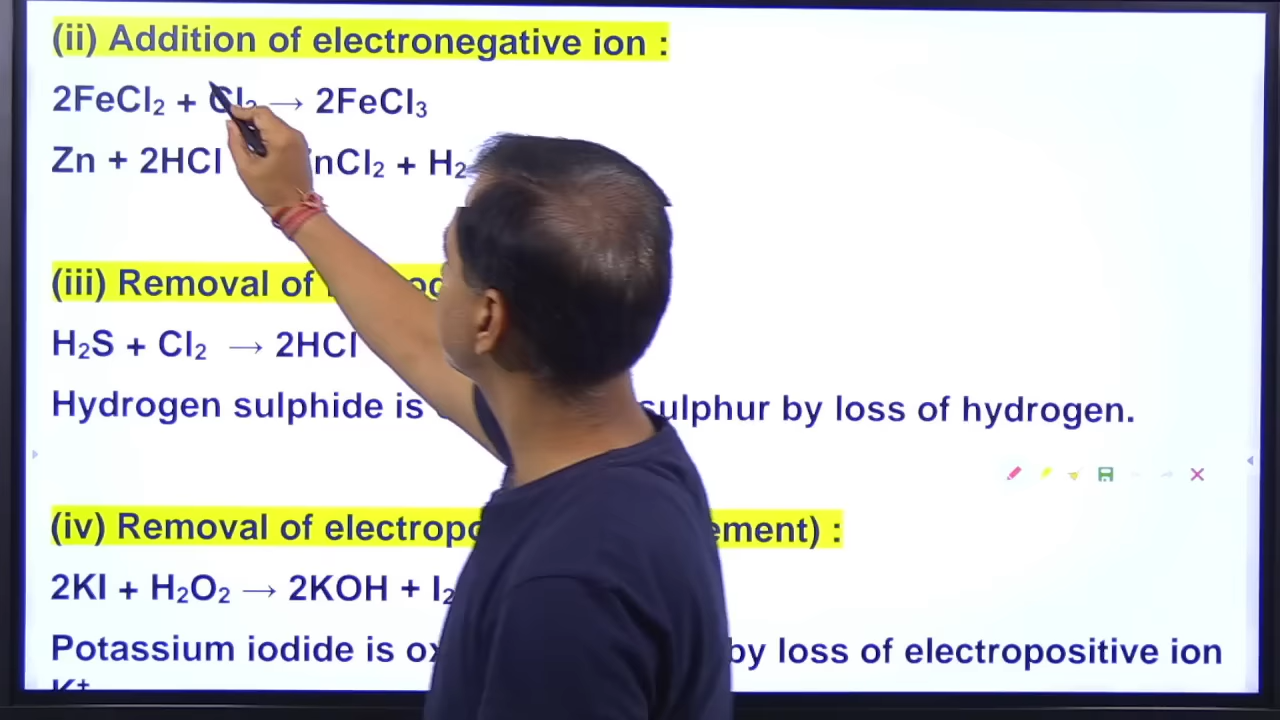 (ii) Addition of electronegative ion :
2FeCl₂ + Cl₂ → 2FeCl₃
Zn + 2HCl nCl₂ + H₂
(iii) Removal of
H₂S + Cl₂ → 2HCl
Hydrogen sulphide is sulphur by loss of hydrogen.
(iv) Removal of electropo ement) :
2KI + H₂O₂ → 2KOH + I₂
Potassium iodide is ox by loss of electropositive ion
K⁺